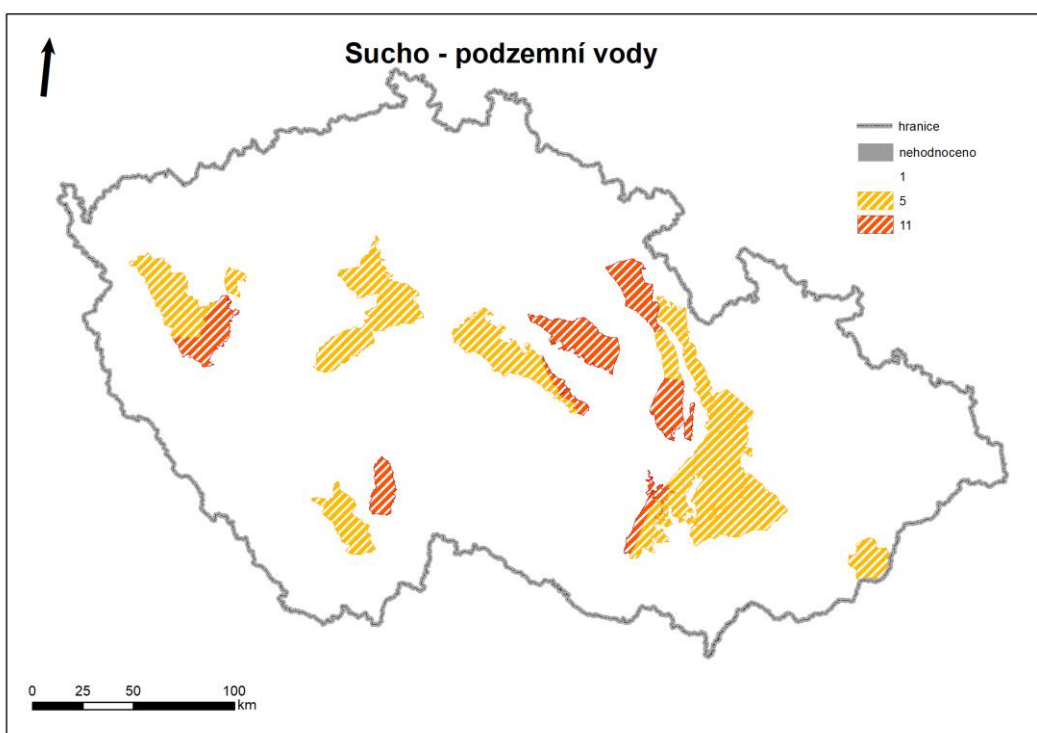 Sucho - podzemní vody
hranice
nehodnoceno
1
5
11
0 25 50 100
km